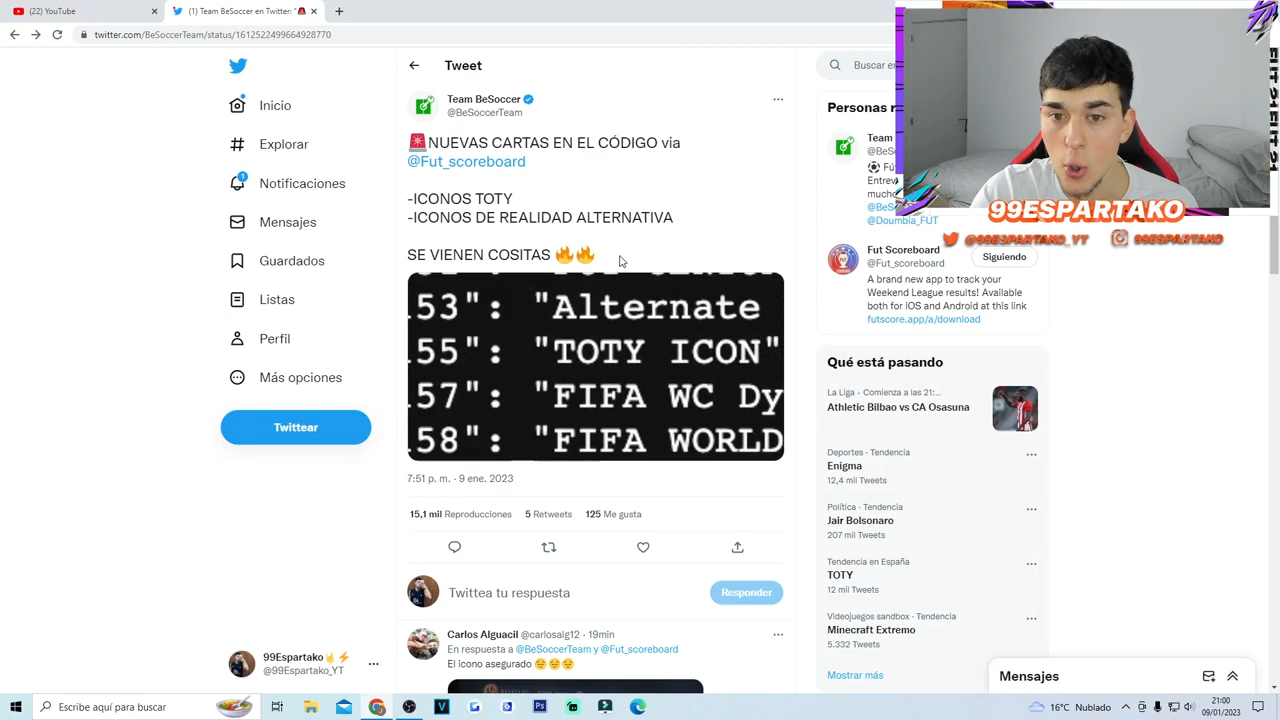 (22) YouTube
(1) Team BeSoccer en Twitter: "🚨
twitter.com/BeSoccerTeam/status/1612522499664928770
Inicio
Explorar
1
Notificaciones
Mensajes
Listas
Guardados
Perfil
Más opciones
Twittear
99Espartako🤞⚡
@99Espartako_YT
Tweet
Team BeSoccer
@BeSoccerTeam
🚨NUEVAS CARTAS EN EL CÓDIGO via
@Fut_scoreboard
-ICONOS TOTY
-ICONOS DE REALIDAD ALTERNATIVA
SE VIENEN COSITAS 🔥🔥
53": "Alternate
55": "TOTY ICON"
57": "FIFA WC Dy
58": "FIFA WORLD
7:51 p. m. · 9 ene. 2023
15,1 mil Reproducciones 5 Retweets 125 Me gusta
Twittea tu respuesta
Responder
Carlos Alguacil @carlosalg12 · 19min
En respuesta a @BeSoccerTeam y @Fut_scoreboard
El icono asegurado 😔😔😔
Buscar en
Personas r
Team
@BeS
⚽ Fú
Entrev
mucho
@BeS
@Doumbia_FUT
Fut Scoreboard
@Fut_scoreboard
Siguiendo
A brand new app to track your
Weekend League results! Available
both for iOS and Android at this link
futscore.app/a/download
99ESPARTAKO
@99ESPARTAKO_YT
99ESPARTAKO
Qué está pasando
La Liga · Comienza a las 21:...
Athletic Bilbao vs CA Osasuna
Deportes · Tendencia
Enigma
12,4 mil Tweets
Política · Tendencia
Jair Bolsonaro
207 mil Tweets
Tendencia en España
TOTY
12 mil Tweets
Videojuegos sandbox · Tendencia
Minecraft Extremo
5.332 Tweets
Mostrar más
Mensajes
Escribe aquí para buscar
16°C Nublado
21:00
09/01/2023